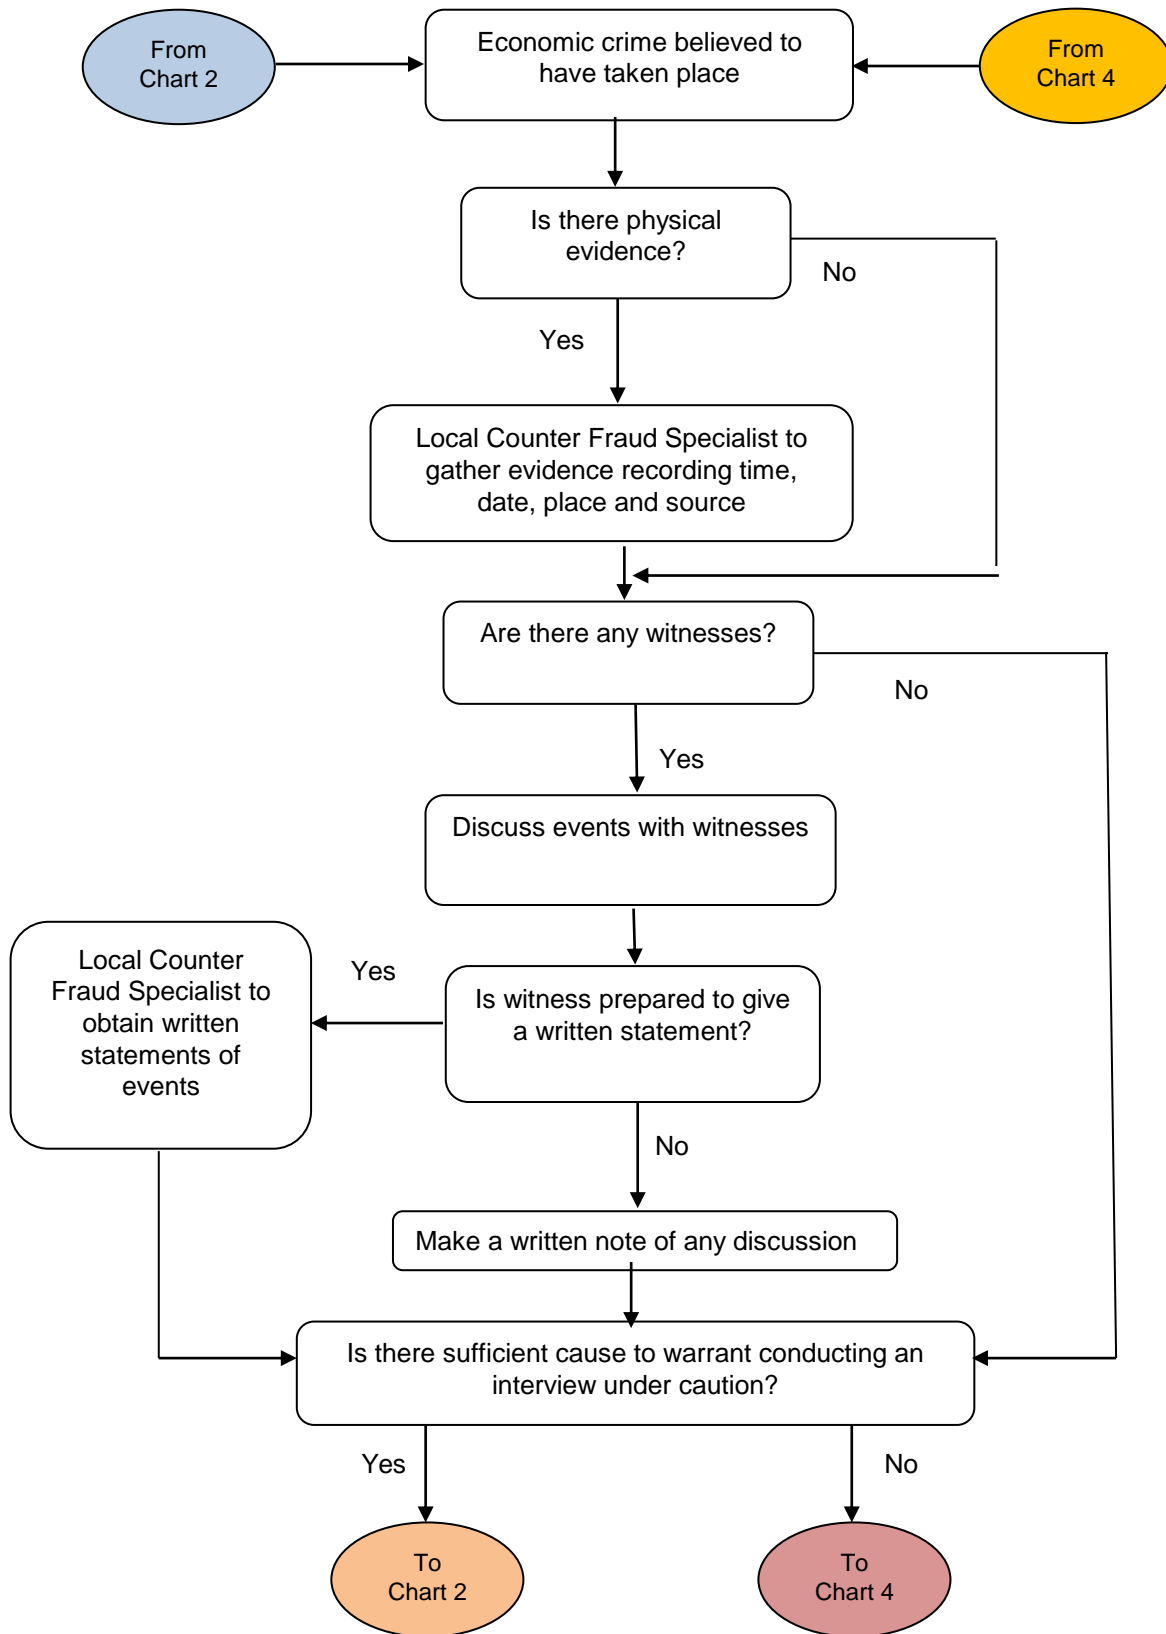 From
Chart 2
Economic crime believed to
have taken place
From
Chart 4
Is there physical
evidence?
No
Yes
Local Counter Fraud Specialist to
gather evidence recording time,
date, place and source
Are there any witnesses?
No
Yes
Discuss events with witnesses
Local Counter
Fraud Specialist to
obtain written
statements of
events
Yes
Is witness prepared to give
a written statement?
No
Make a written note of any discussion
Is there sufficient cause to warrant conducting an
interview under caution?
Yes
No
To
Chart 2
To
Chart 4